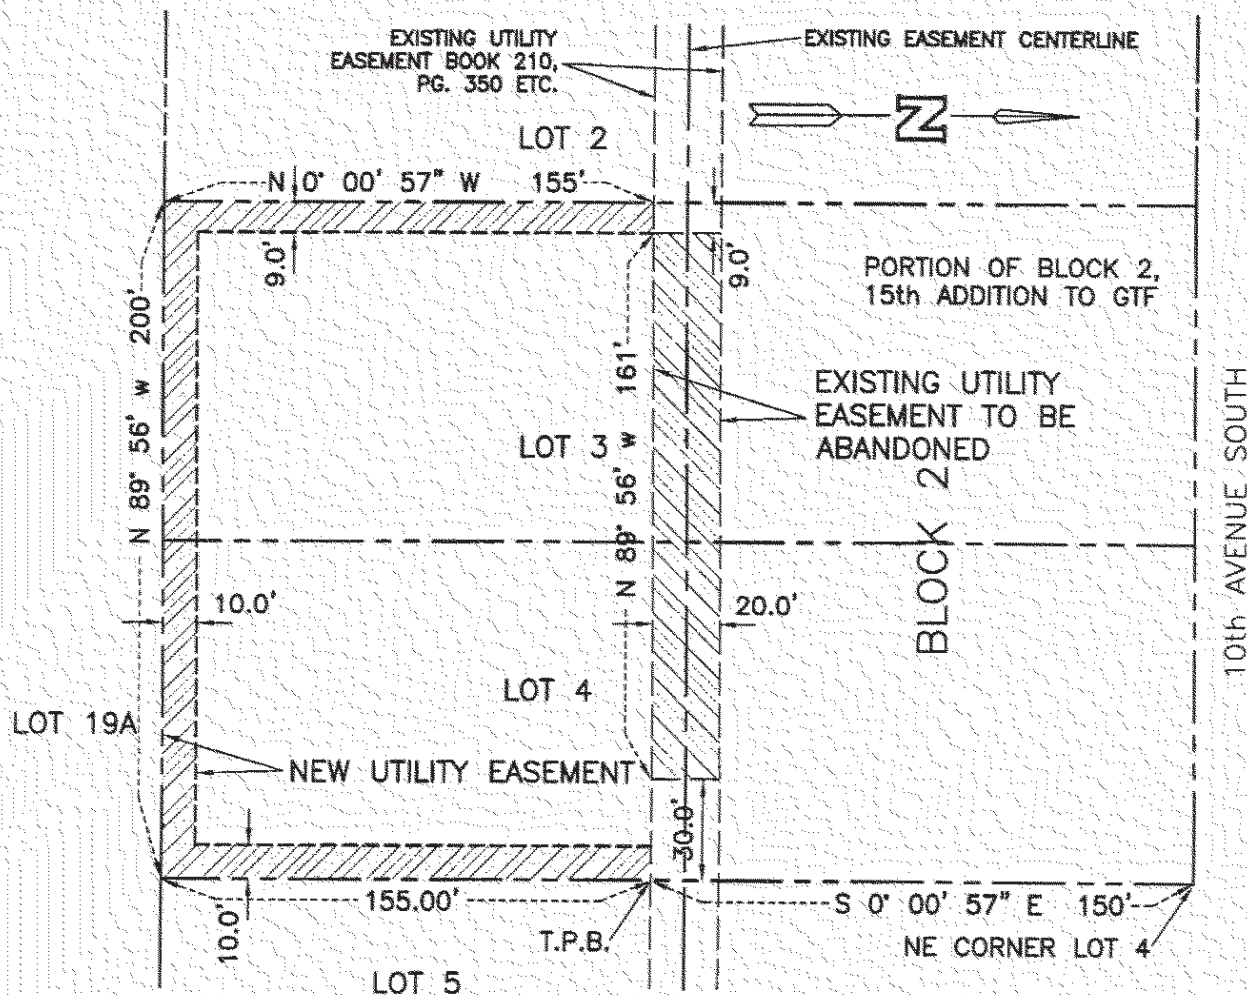 EXISTING UTILITY
EASEMENT BOOK 210,
PG. 350 ETC.
EXISTING EASEMENT CENTERLINE
N
LOT 2
N 0° 00' 57" W 155'
9.0'
9.0'
PORTION OF BLOCK 2,
15th ADDITION TO GTF
N 89° 56' w 200'
N 89° 56' w 161'
EXISTING UTILITY
EASEMENT TO BE
ABANDONED
LOT 3
BLOCK 2
10th AVENUE SOUTH
10.0'
20.0'
LOT 4
LOT 19A
NEW UTILITY EASEMENT
30.0'
155.00'
S 0° 00' 57" E 150'
10.0'
T.P.B.
NE CORNER LOT 4
LOT 5